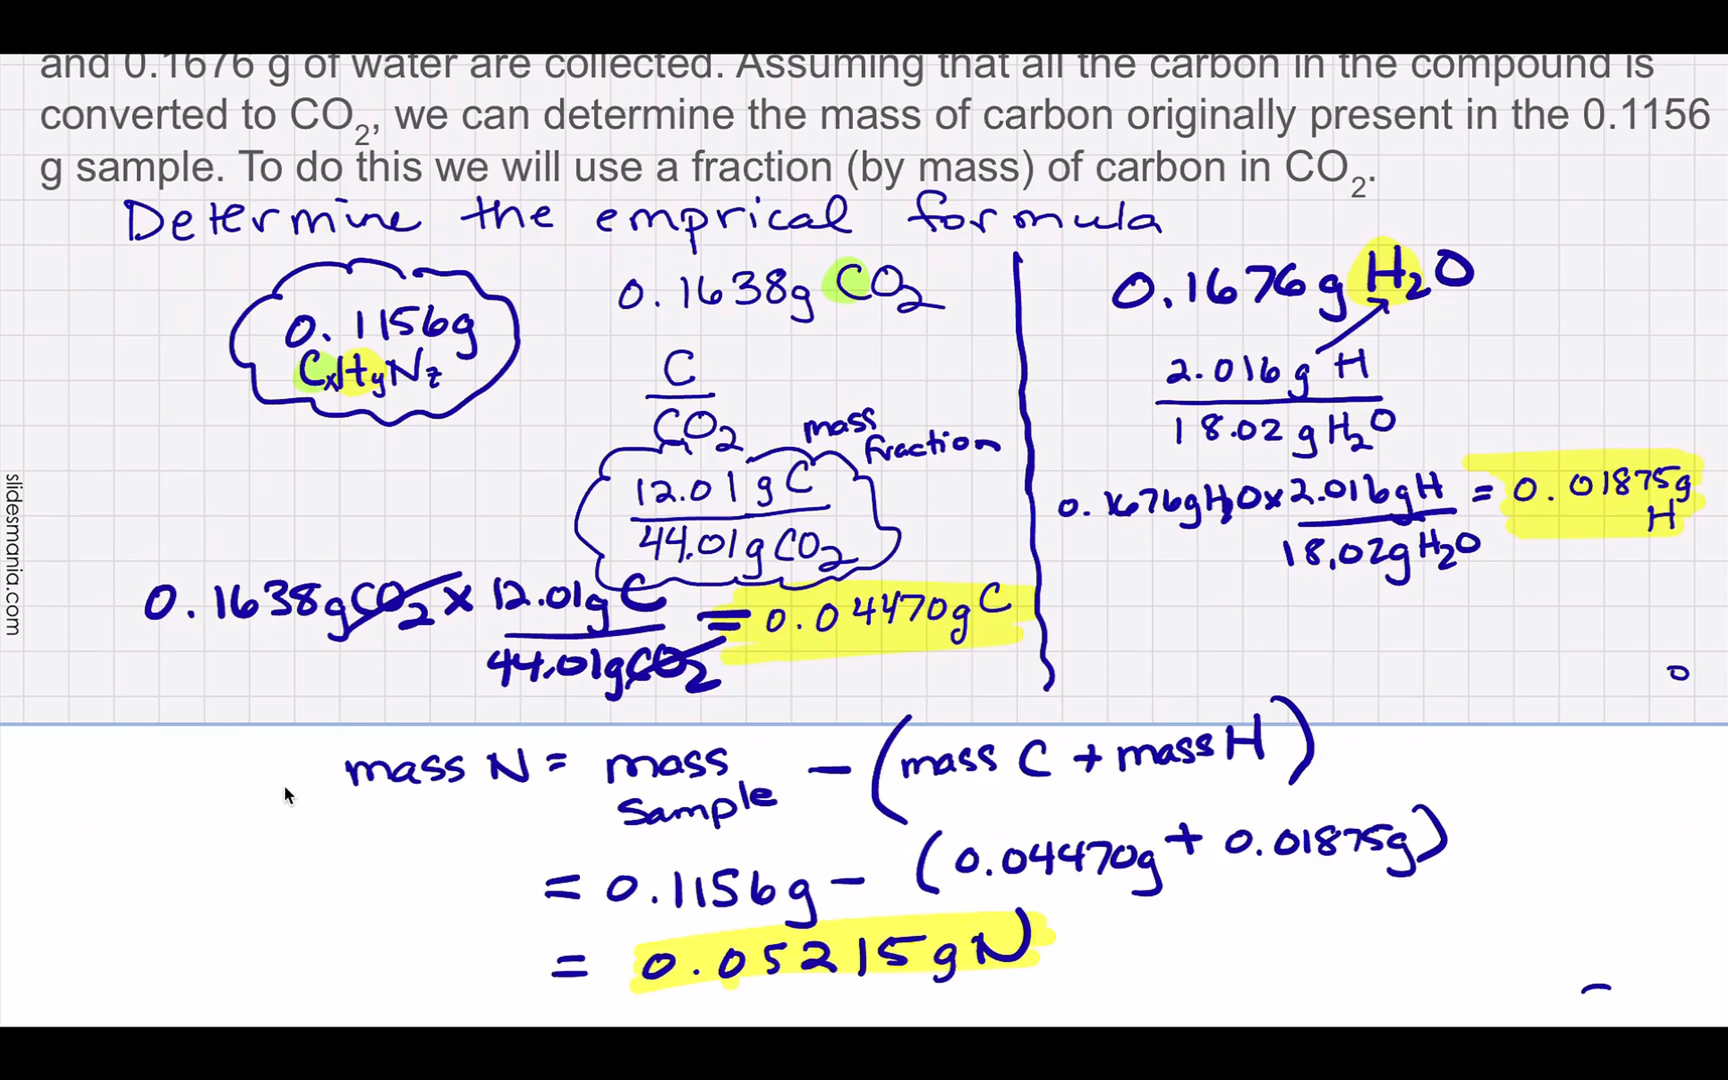 and 0.1676 g of water are collected. Assuming that all the carbon in the compound is
converted to CO2, we can determine the mass of carbon originally present in the 0.1156
g sample. To do this we will use a fraction (by mass) of carbon in CO2.
Determine the emprical formula
0.1156g
CxHyNz
0.1638g CO2
C
CO2
mass
fraction
12.01gC
44.01gCO2
0.1638gCO2 x 12.01g C = 0.04470g C
44.01gCO2
0.1676g H2O
2.016g H
18.02 g H2O
0.1676gH2O x 2.016gH = 0.01875g
H
18.02gH2O
mass N = mass - (mass C + mass H)
sample
= 0.1156g - (0.04470g + 0.01875g)
= 0.05215g N
slidesmania.com